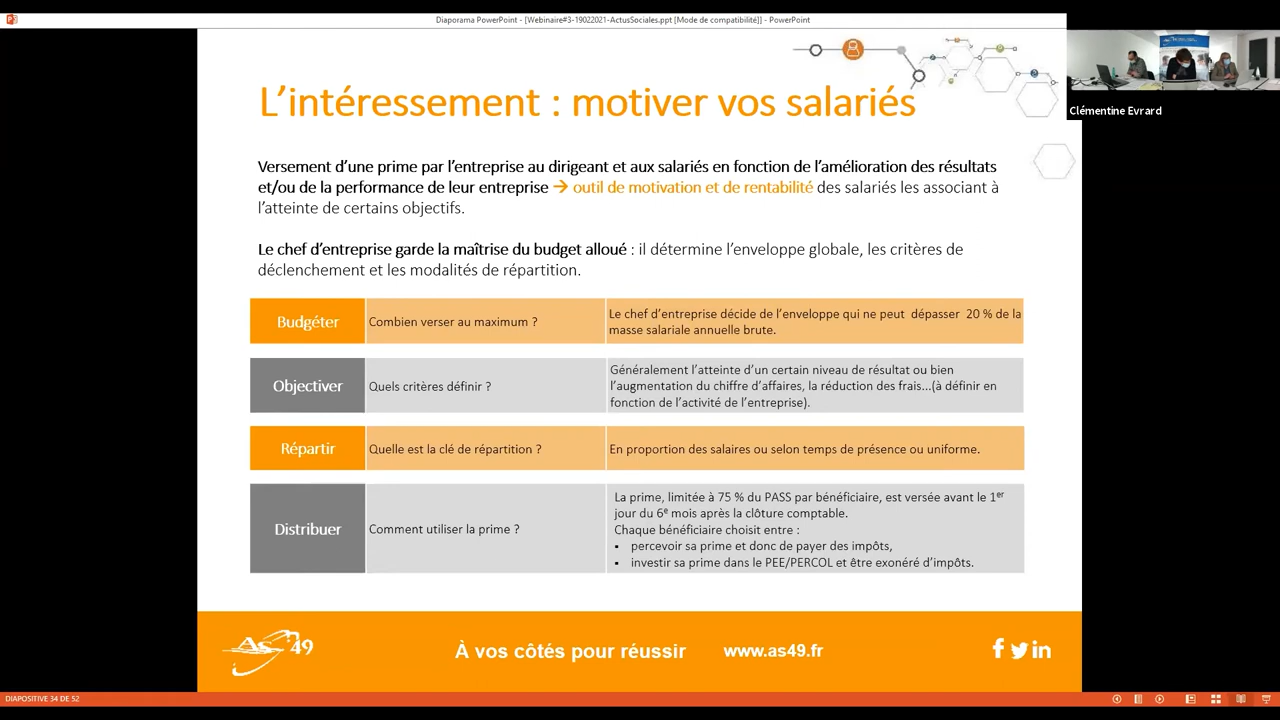 Diaporama PowerPoint - [Webinaire#3-19022021-ActusSociales.ppt [Mode de compatibilité]] - PowerPoint
Clémentine Evrard
L’intéressement : motiver vos salariés
Versement d’une prime par l’entreprise au dirigeant et aux salariés en fonction de l’amélioration des résultats
et/ou de la performance de leur entreprise → outil de motivation et de rentabilité des salariés les associant à
l’atteinte de certains objectifs.
Le chef d’entreprise garde la maîtrise du budget alloué : il détermine l’enveloppe globale, les critères de
déclenchement et les modalités de répartition.
Budgéter
Combien verser au maximum ?
Le chef d’entreprise décide de l’enveloppe qui ne peut dépasser 20 % de la
masse salariale annuelle brute.
Objectiver
Quels critères définir ?
Généralement l’atteinte d’un certain niveau de résultat ou bien
l’augmentation du chiffre d’affaires, la réduction des frais...(à définir en
fonction de l’activité de l’entreprise).
Répartir
Quelle est la clé de répartition ?
En proportion des salaires ou selon temps de présence ou uniforme.
Distribuer
Comment utiliser la prime ?
La prime, limitée à 75 % du PASS par bénéficiaire, est versée avant le 1er
jour du 6e mois après la clôture comptable.
Chaque bénéficiaire choisit entre :
• percevoir sa prime et donc de payer des impôts,
• investir sa prime dans le PEE/PERCOL et être exonéré d’impôts.
As 49
À vos côtés pour réussir
www.as49.fr
DIAPOSITIVE 34 DE 52